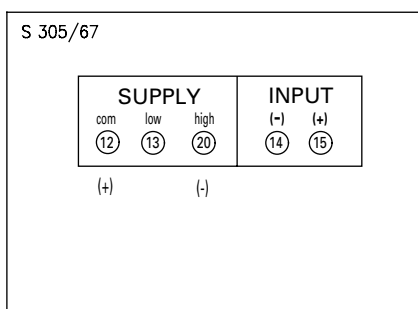 S 305/67
SUPPLY INPUT
com low high (-) (+)
12 13 20 14 15
(+) (-)